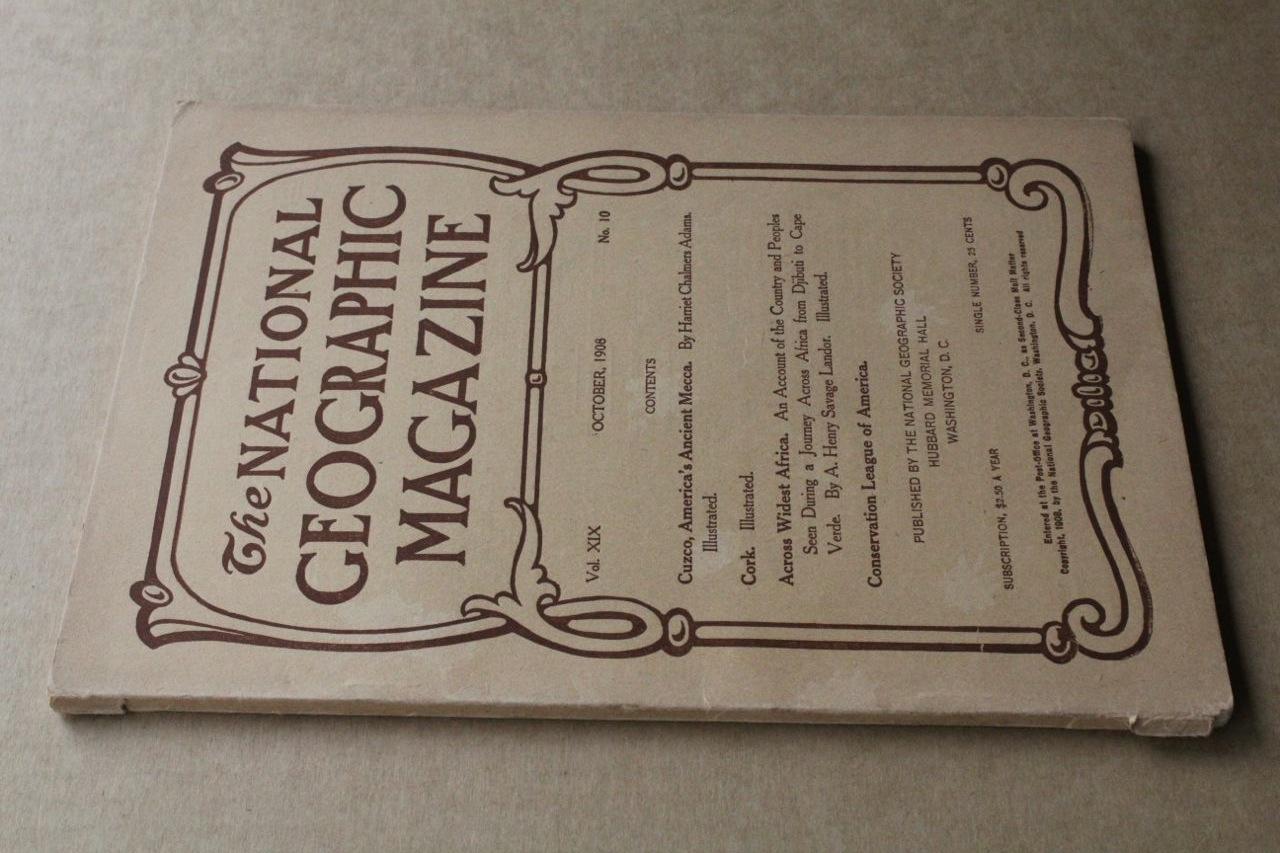 The NATIONAL
GEOGRAPHIC
MAGAZINE
Vol. XIX OCTOBER, 1908 No. 10
CONTENTS
Cuzco, America's Ancient Mecca. By Harriet Chalmers Adams.
Illustrated.
Cork. Illustrated.
Across Widest Africa. An Account of the Country and Peoples
Seen During a Journey Across Africa from Djibuti to Cape
Verde. By A. Henry Savage Landor. Illustrated.
Conservation League of America.
PUBLISHED BY THE NATIONAL GEOGRAPHIC SOCIETY
HUBBARD MEMORIAL HALL
WASHINGTON, D. C.
SUBSCRIPTION, $2.50 A YEAR SINGLE NUMBER, 25 CENTS
Entered at the Post-Office at Washington, D. C., as Second-Class Mail Matter
Copyright, 1908, by the National Geographic Society, Washington, D. C. All rights reserved